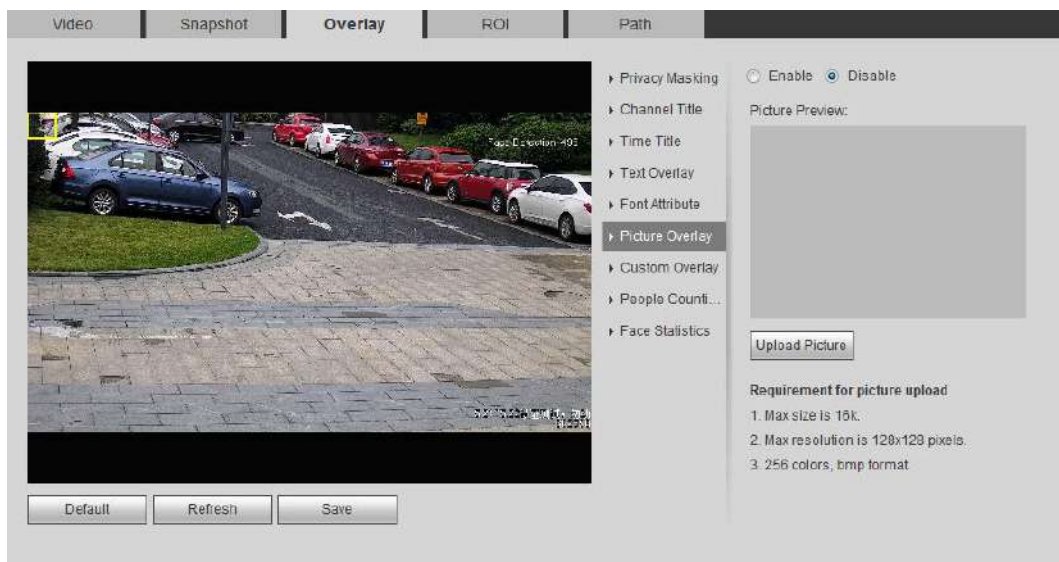 Video
Snapshot
Overlay
ROI
Path
Face Detection
Privacy Masking
Channel Title
Time Title
Text Overlay
Font Attribute
Picture Overlay
Custom Overlay
People Counti...
Face Statistics
Enable
Disable
Picture Preview:
Upload Picture
Requirement for picture upload
1. Max size is 16k.
2. Max resolution is 128x128 pixels.
3. 256 colors, bmp format
Default
Refresh
Save